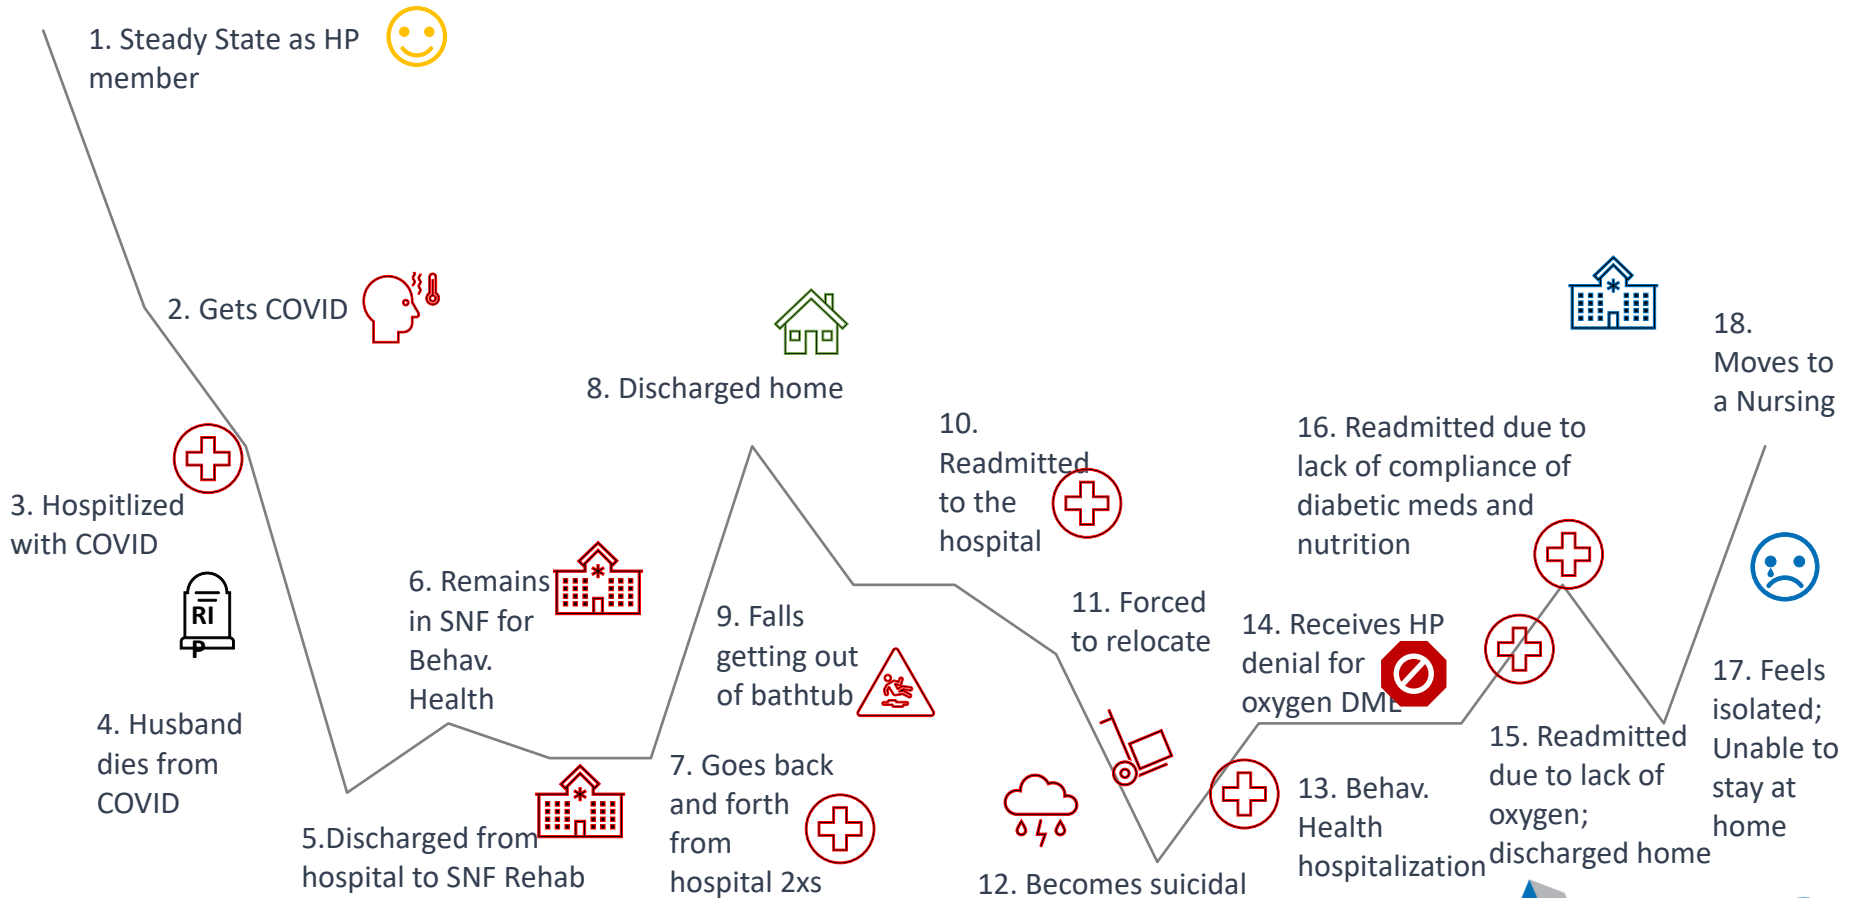 1. Steady State as HP
member
2. Gets COVID
3. Hospitlized
with COVID
RI
P
4. Husband
dies from
COVID
5.Discharged from
hospital to SNF Rehab
6. Remains
in SNF for
Behav.
Health
7. Goes back
and forth
from
hospital 2xs
8. Discharged home
9. Falls
getting out
of bathtub
10.
Readmitted
to the
hospital
11. Forced
to relocate
12. Becomes suicidal
13. Behav.
Health
hospitalization
14. Receives HP
denial for
oxygen DME
15. Readmitted
due to lack of
oxygen;
discharged home
16. Readmitted due to
lack of compliance of
diabetic meds and
nutrition
17. Feels
isolated;
Unable to
stay at
home
18.
Moves to
a Nursing